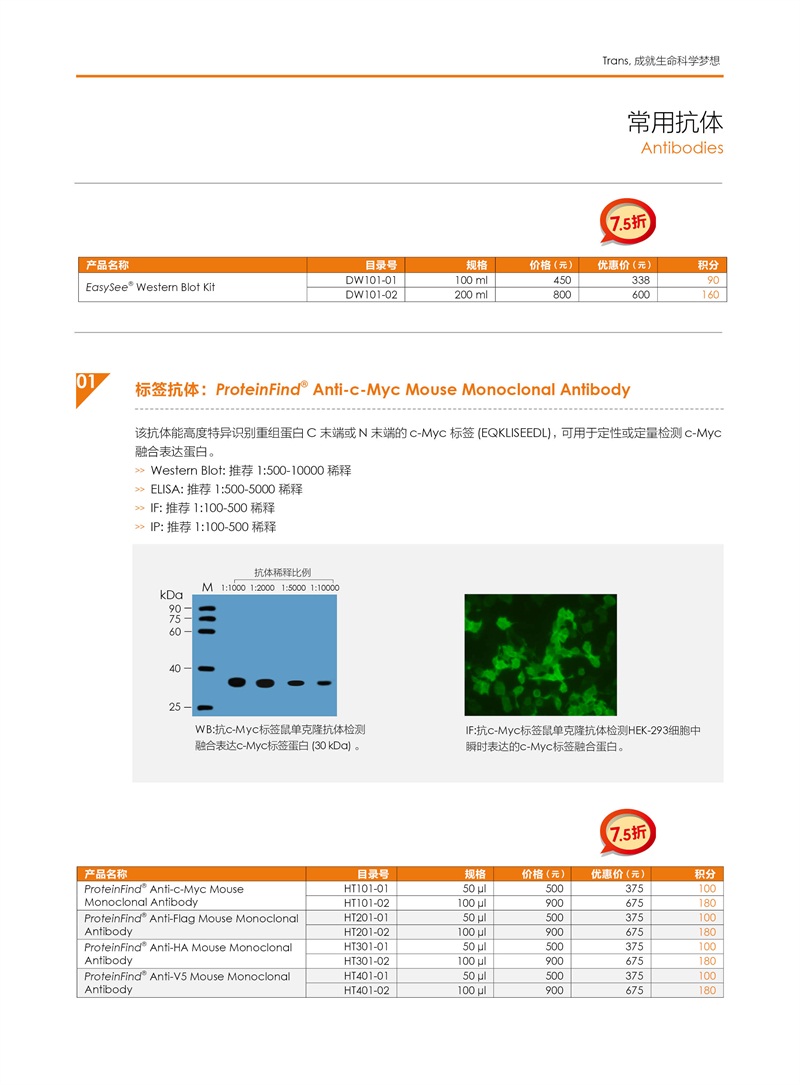 Trans, 成就生命科学梦想
常用抗体
Antibodies
7.5折
产品名称 目录号 规格 价格（元） 优惠价（元） 积分
EasySee® Western Blot Kit DW101-01 100 ml 450 338 90
DW101-02 200 ml 800 600 160
01
标签抗体：ProteinFind® Anti-c-Myc Mouse Monoclonal Antibody
该抗体能高度特异识别重组蛋白 C 末端或 N 末端的 c-Myc 标签 (EQKLISEEDL)，可用于定性或定量检测 c-Myc
融合表达蛋白。
>> Western Blot: 推荐 1:500-10000 稀释
>> ELISA: 推荐 1:500-5000 稀释
>> IF: 推荐 1:100-500 稀释
>> IP: 推荐 1:100-500 稀释
抗体稀释比例
kDa M 1:1000 1:2000 1:5000 1:10000
90
75
60
40
25
WB:抗c-Myc标签鼠单克隆抗体检测
融合表达c-Myc标签蛋白 (30 kDa) 。
IF:抗c-Myc标签鼠单克隆抗体检测HEK-293细胞中
瞬时表达的c-Myc标签融合蛋白。
7.5折
产品名称 目录号 规格 价格（元） 优惠价（元） 积分
ProteinFind® Anti-c-Myc Mouse HT101-01 50 µl 500 375 100
Monoclonal Antibody HT101-02 100 µl 900 675 180
ProteinFind® Anti-Flag Mouse Monoclonal HT201-01 50 µl 500 375 100
Antibody HT201-02 100 µl 900 675 180
ProteinFind® Anti-HA Mouse Monoclonal HT301-01 50 µl 500 375 100
Antibody HT301-02 100 µl 900 675 180
ProteinFind® Anti-V5 Mouse Monoclonal HT401-01 50 µl 500 375 100
Antibody HT401-02 100 µl 900 675 180